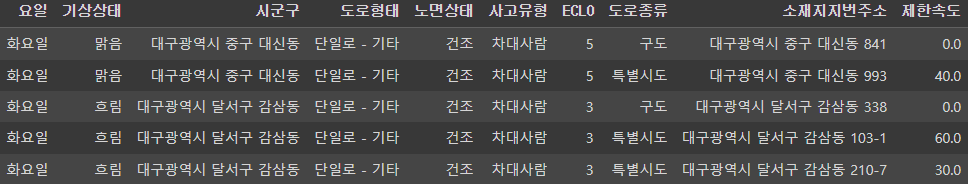 요일 기상상태 시군구 도로형태 노면상태 사고유형 ECLO 도로종류 소재지지번주소 제한속도
화요일 맑음 대구광역시 중구 대신동 단일로 - 기타 건조 차대사람 5 구도 대구광역시 중구 대신동 841 0.0
화요일 맑음 대구광역시 중구 대신동 단일로 - 기타 건조 차대사람 5 특별시도 대구광역시 중구 대신동 993 40.0
화요일 흐림 대구광역시 달서구 감삼동 단일로 - 기타 건조 차대사람 3 구도 대구광역시 달서구 감삼동 338 0.0
화요일 흐림 대구광역시 달서구 감삼동 단일로 - 기타 건조 차대사람 3 특별시도 대구광역시 달서구 감삼동 103-1 60.0
화요일 흐림 대구광역시 달서구 감삼동 단일로 - 기타 건조 차대사람 3 특별시도 대구광역시 달서구 감삼동 210-7 30.0